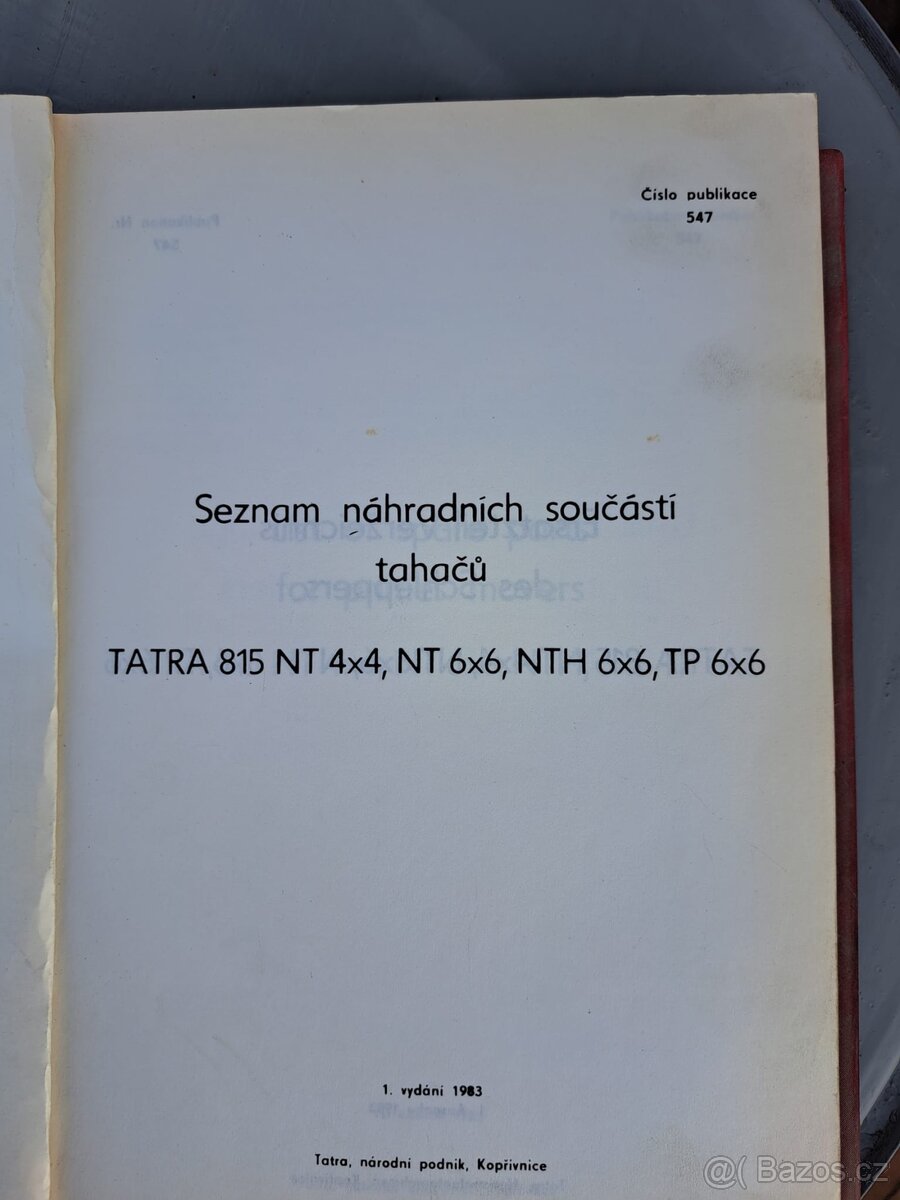 Číslo publikace
547
Seznam náhradních součástí
tahačů
TATRA 815 NT 4x4, NT 6x6, NTH 6x6, TP 6x6
1. vydání 1983
Tatra, národní podnik, Kopřivnice
@( Bazos.cz